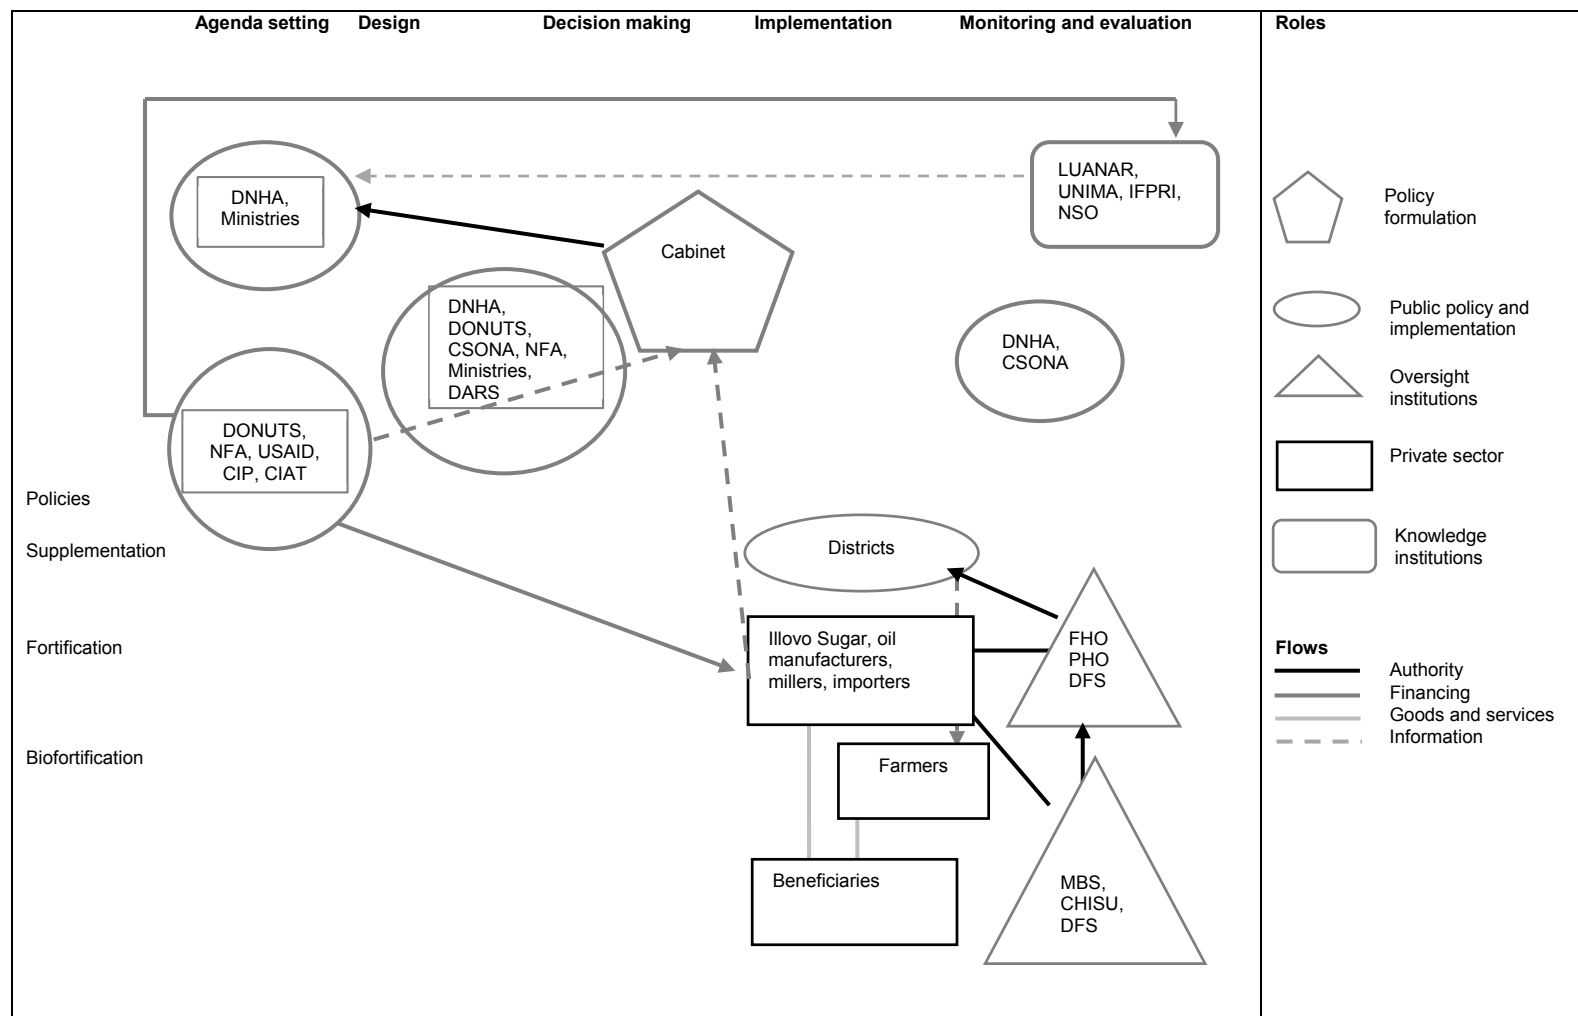 Agenda setting
Design
Decision making
Implementation
Monitoring and evaluation
Roles
DNHA,
Ministries
Cabinet
LUANAR,
UNIMA, IFPRI,
NSO
DNHA,
DONUTS,
CSONA, NFA,
Ministries,
DARS
DNHA,
CSONA
DONUTS,
NFA, USAID,
CIP, CIAT
Policies
Supplementation
Fortification
Biofortification
Districts
Illovo Sugar, oil
manufacturers,
millers, importers
FHO
PHO
DFS
Farmers
Beneficiaries
MBS,
CHISU,
DFS
Policy
formulation
Public policy and
implementation
Oversight
institutions
Private sector
Knowledge
institutions
Flows
Authority
Financing
Goods and services
Information